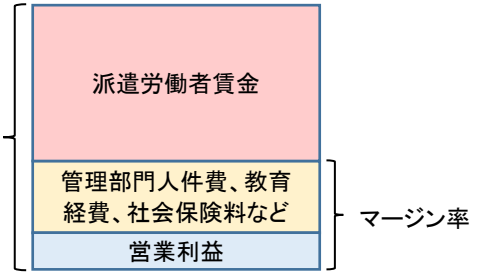 派遣労働者賃金
管理部門人件費、教育
経費、社会保険料など
マージン率
営業利益